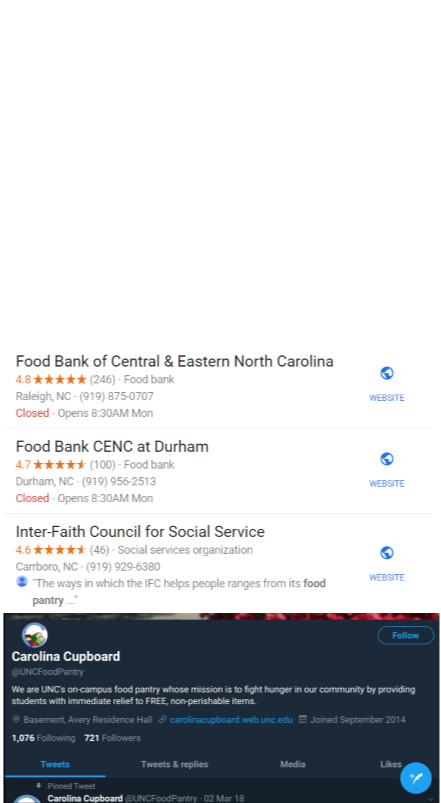 Food Bank of Central & Eastern North Carolina
4.8 ★★★★★ (246) · Food bank
Raleigh, NC · (919) 875-0707
WEBSITE
Closed · Opens 8:30AM Mon
Food Bank CENC at Durham
4.7 ★★★★★ (100) · Food bank
Durham, NC · (919) 956-2513
WEBSITE
Closed · Opens 8:30AM Mon
Inter-Faith Council for Social Service
4.6 ★★★★★ (46) · Social services organization
Carrboro, NC · (919) 929-6380
WEBSITE
"The ways in which the IFC helps people ranges from its food
pantry ..."
Follow
Carolina Cupboard
@UNCFoodPantry
We are UNC's on-campus food pantry whose mission is to fight hunger in our community by providing
students with immediate relief to FREE, non-perishable items.
Basement, Avery Residence Hall carolinacupboard.web.unc.edu Joined September 2014
1,076 Following 721 Followers
Tweets Tweets & replies Media Likes
Pinned Tweet
Carolina Cupboard @UNCFoodPantry · 02 Mar 18